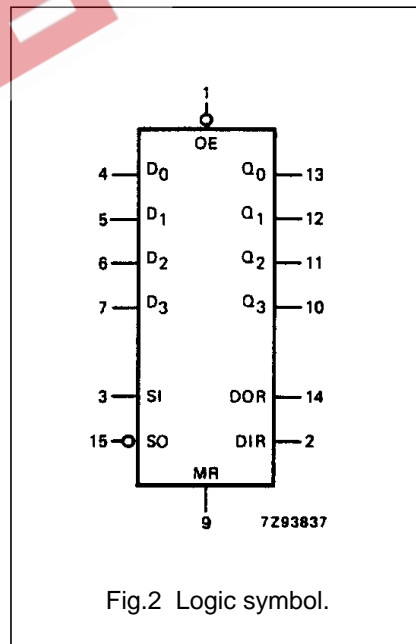 1
OE
4 D0 Q0 13
5 D1 Q1 12
6 D2 Q2 11
7 D3 Q3 10
3 SI DOR 14
15 SO DIR 2
MR
9 7Z93837
Fig.2 Logic symbol.